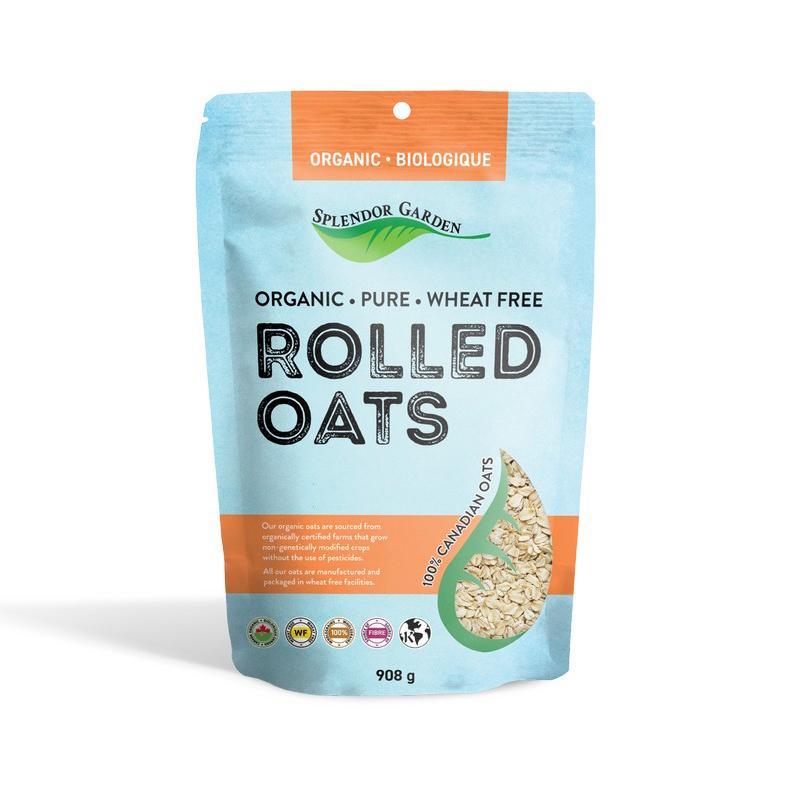 ORGANIC • BIOLOGIQUE
SPLENDOR GARDEN
ORGANIC • PURE • WHEAT FREE
ROLLED
OATS
100% CANADIAN OATS
Our organic oats are sourced from
organically certified farms that grow
non-genetically modified crops
without the use of pesticides.
All our oats are manufactured and
packaged in wheat free facilities.
WF
100%
FIBRE
K
908 g